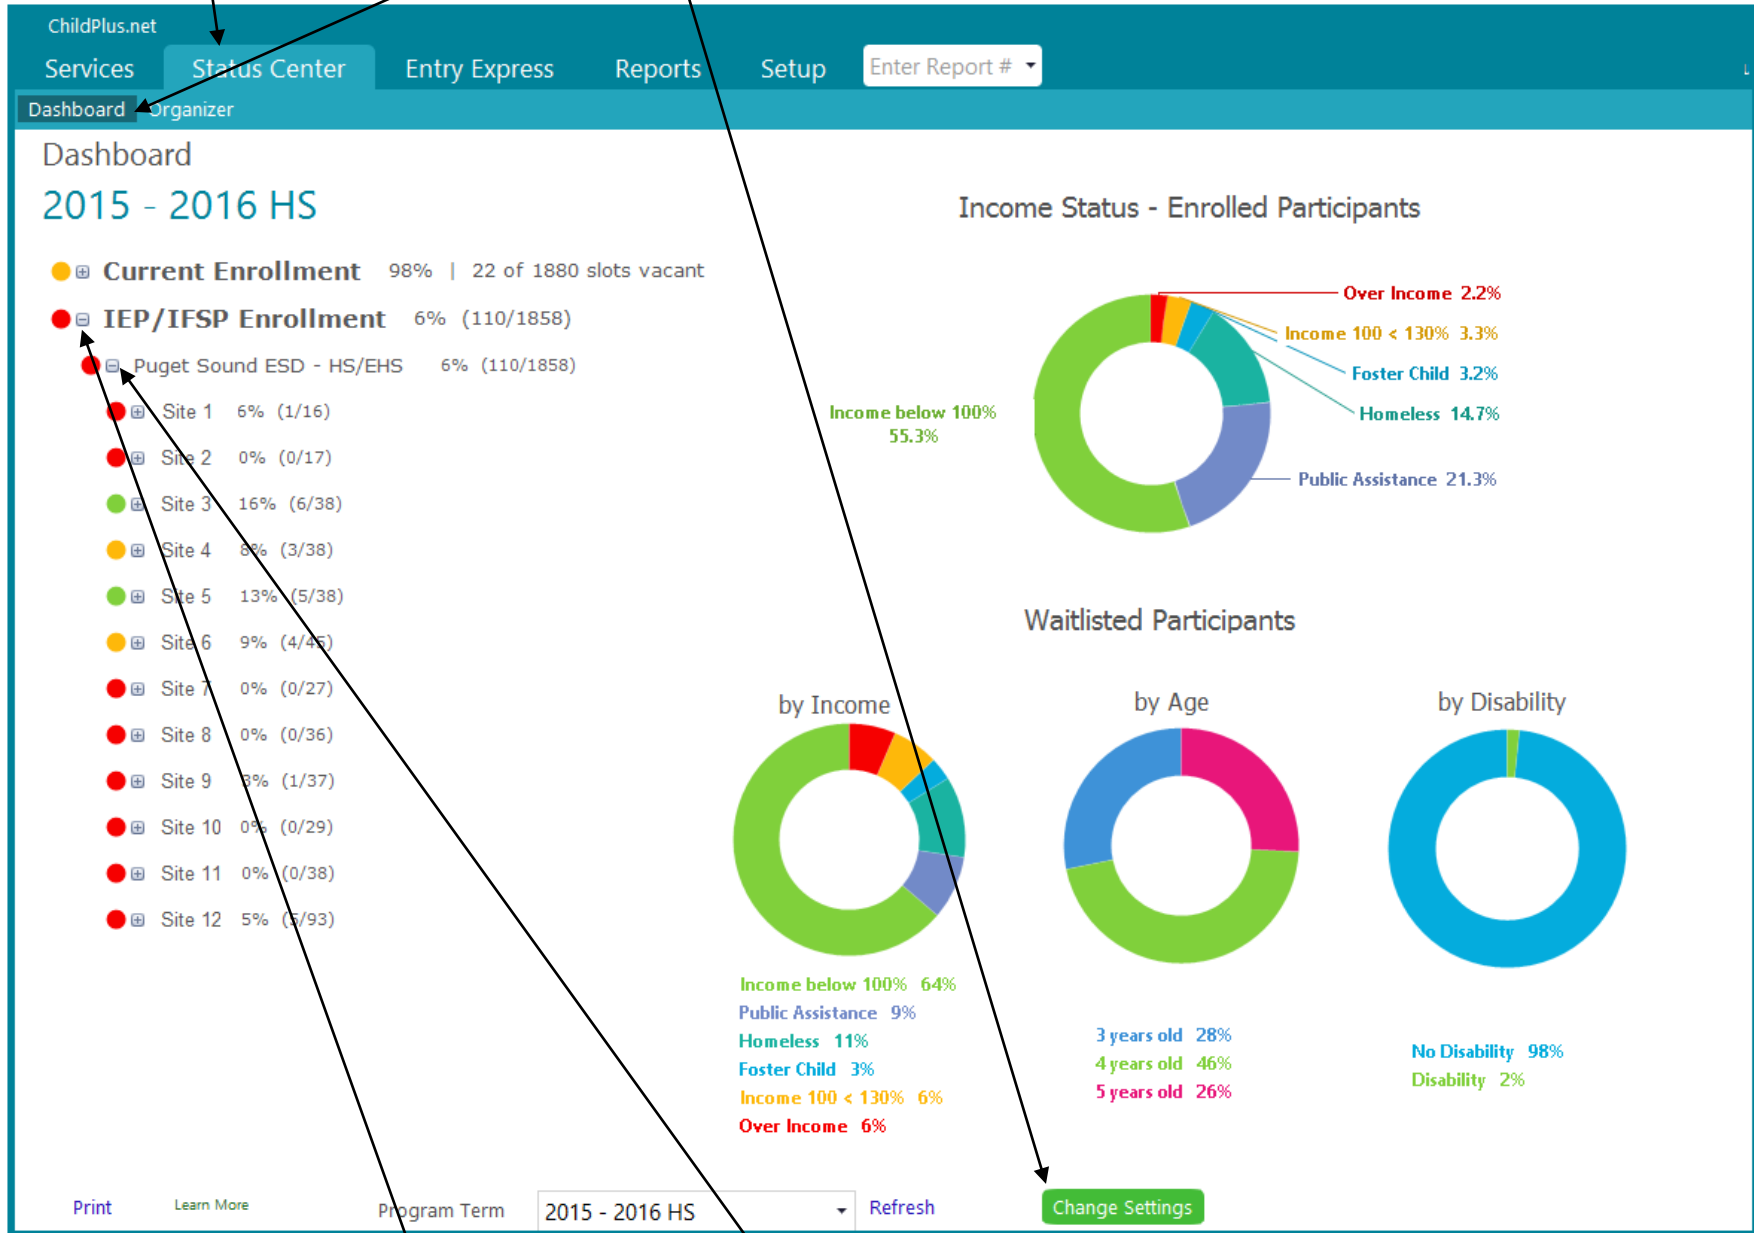 ChildPlus.net
Services Status Center Entry Express Reports Setup Enter Report #
Dashboard Organizer
Dashboard
2015 - 2016 HS
Current Enrollment 98% | 22 of 1880 slots vacant
IEP/IFSP Enrollment 6% (110/1858)
Puget Sound ESD - HS/EHS 6% (110/1858)
Site 1 6% (1/16)
Site 2 0% (0/17)
Site 3 16% (6/38)
Site 4 8% (3/38)
Site 5 13% (5/38)
Site 6 9% (4/45)
Site 7 0% (0/27)
Site 8 0% (0/36)
Site 9 3% (1/37)
Site 10 0% (0/29)
Site 11 0% (0/38)
Site 12 5% (5/93)
Income Status - Enrolled Participants
Over Income 2.2%
Income 100 < 130% 3.3%
Foster Child 3.2%
Homeless 14.7%
Income below 100%
55.3%
Public Assistance 21.3%
Waitlisted Participants
by Income
Income below 100% 64%
Public Assistance 9%
Homeless 11%
Foster Child 3%
Income 100 < 130% 6%
Over Income 6%
by Age
3 years old 28%
4 years old 46%
5 years old 26%
by Disability
No Disability 98%
Disability 2%
Print Learn More Program Term 2015 - 2016 HS Refresh Change Settings